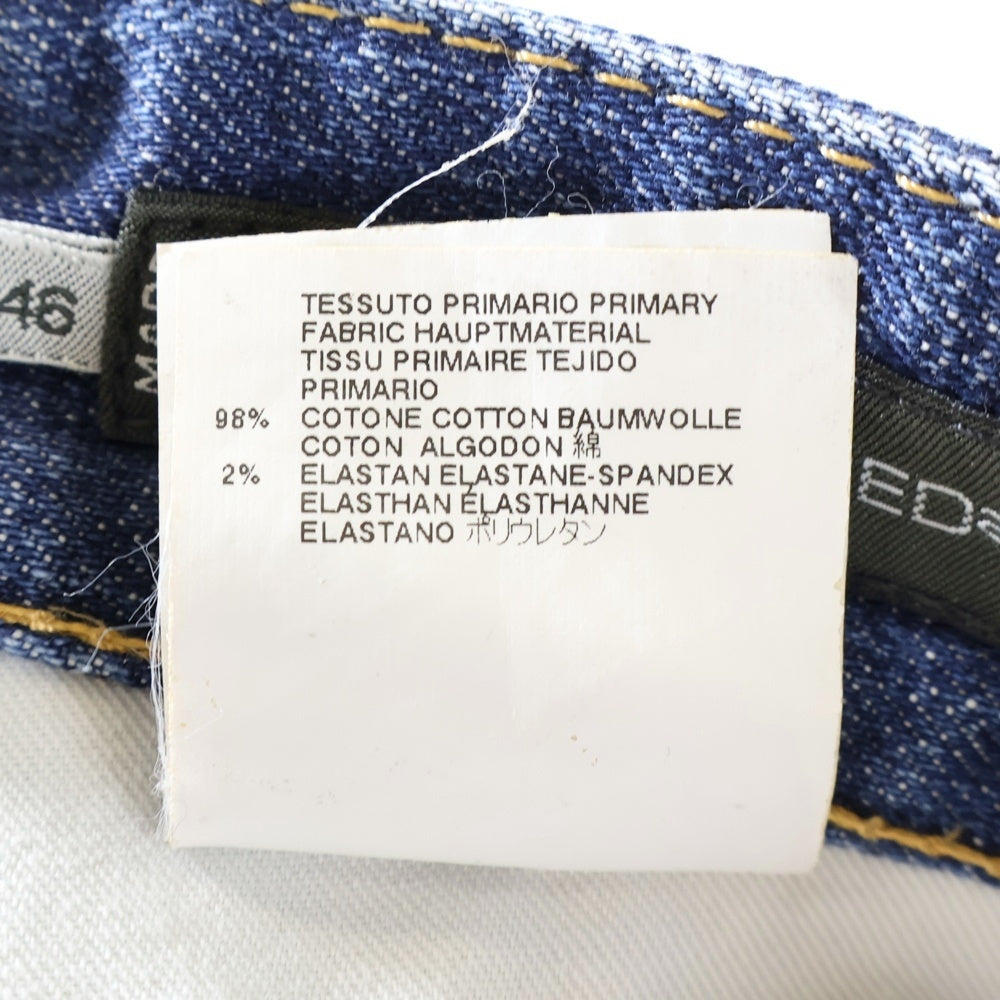 46
TESSUTO PRIMARIO PRIMARY
FABRIC HAUPTMATERIAL
TISSU PRIMAIRE TEJIDO
PRIMARIO
98% COTONE COTTON BAUMWOLLE
COTON ALGODON 綿
2% ELASTAN ELASTANE-SPANDEX
ELASTHAN ÉLASTHANNE
ELASTANO ポリウレタン